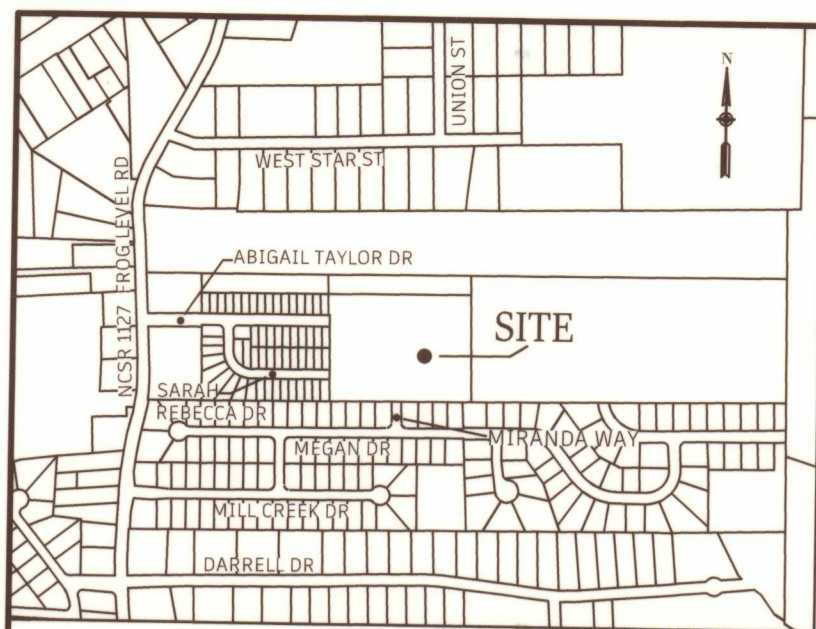 UNION ST
N
WEST STAR ST
NCSR 1127 FROG LEVEL RD
ABIGAIL TAYLOR DR
SITE
SARAH
REBECCA DR
MIRANDA WAY
MEGAN DR
MILL CREEK DR
DARRELL DR